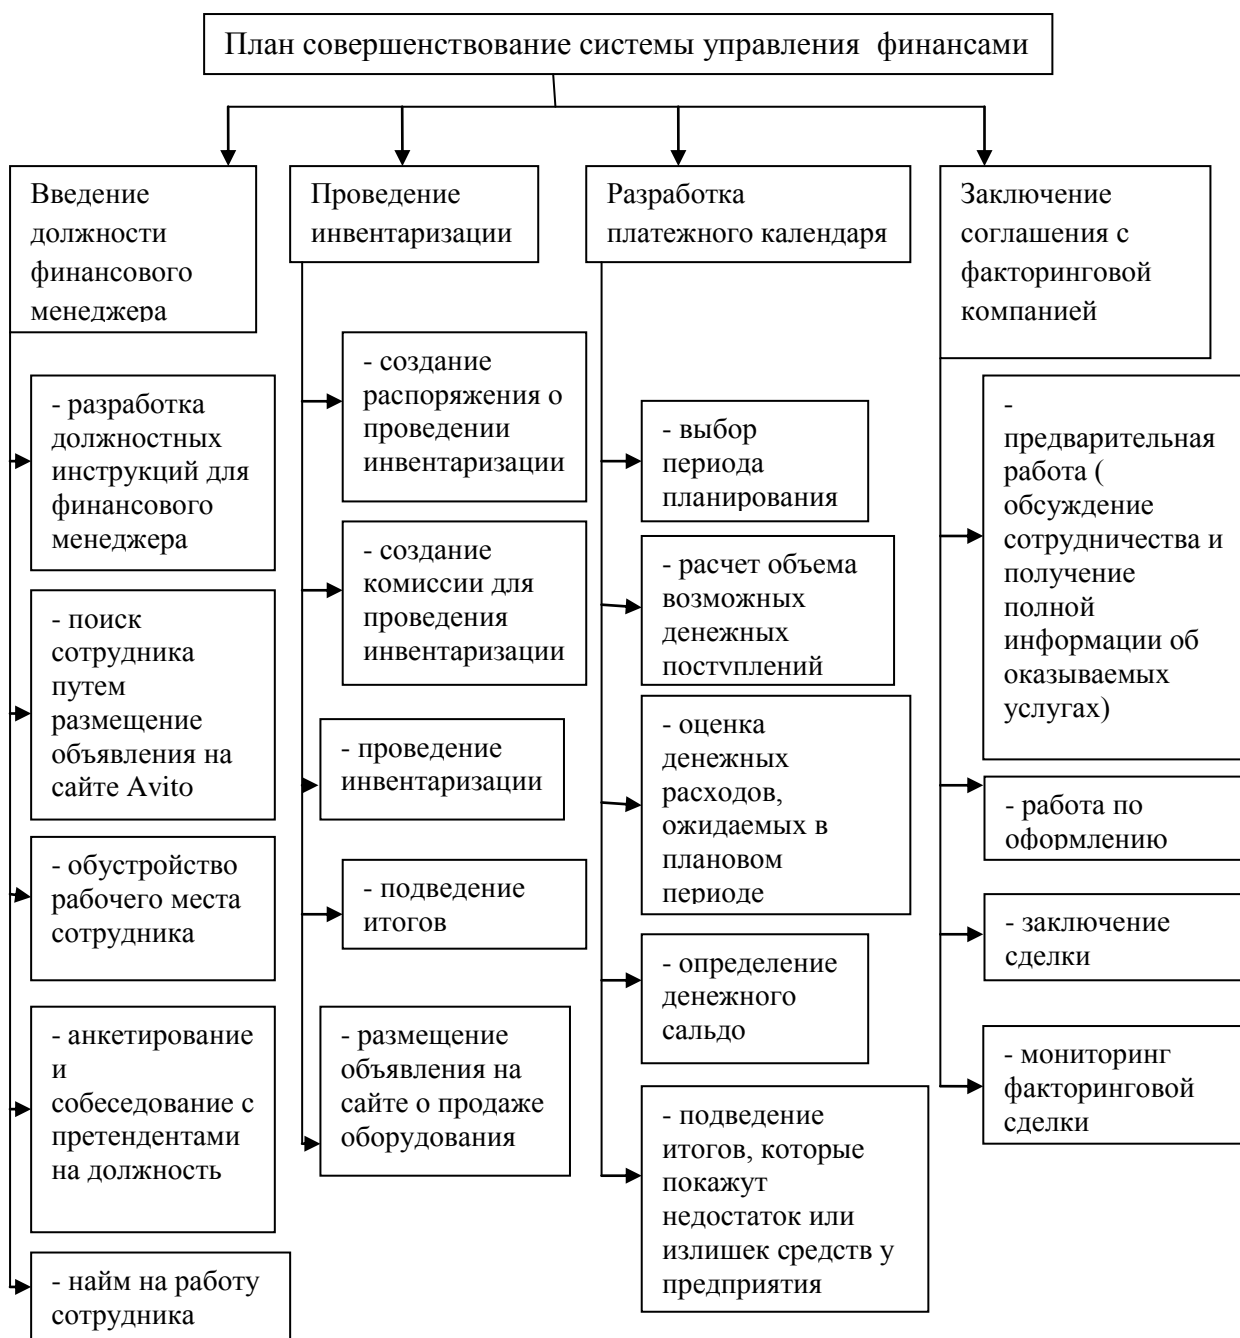 План совершенствование системы управления финансами
Введение
должности
финансового
менеджера
- разработка
должностных
инструкций для
финансового
менеджера
- поиск
сотрудника
путем
размещение
объявления на
сайте Avito
- обустройство
рабочего места
сотрудника
- анкетирование
и
собеседование с
претендентами
на должность
- найм на работу
сотрудника
Проведение
инвентаризации
- создание
распоряжения о
проведении
инвентаризации
- создание
комиссии для
проведения
инвентаризации
- проведение
инвентаризации
- подведение
итогов
- размещение
объявления на
сайте о продаже
оборудования
Разработка
платежного календаря
- выбор
периода
планирования
- расчет объема
возможных
денежных
поступлений
- оценка
денежных
расходов,
ожидаемых в
плановом
периоде
- определение
денежного
сальдо
- подведение
итогов, которые
покажут
недостаток или
излишек средств у
предприятия
Заключение
соглашения с
факторинговой
компанией
-
предварительная
работа (
обсуждение
сотрудничества и
получение
полной
информации об
оказываемых
услугах)
- работа по
оформлению
- заключение
сделки
- мониторинг
факторинговой
сделки